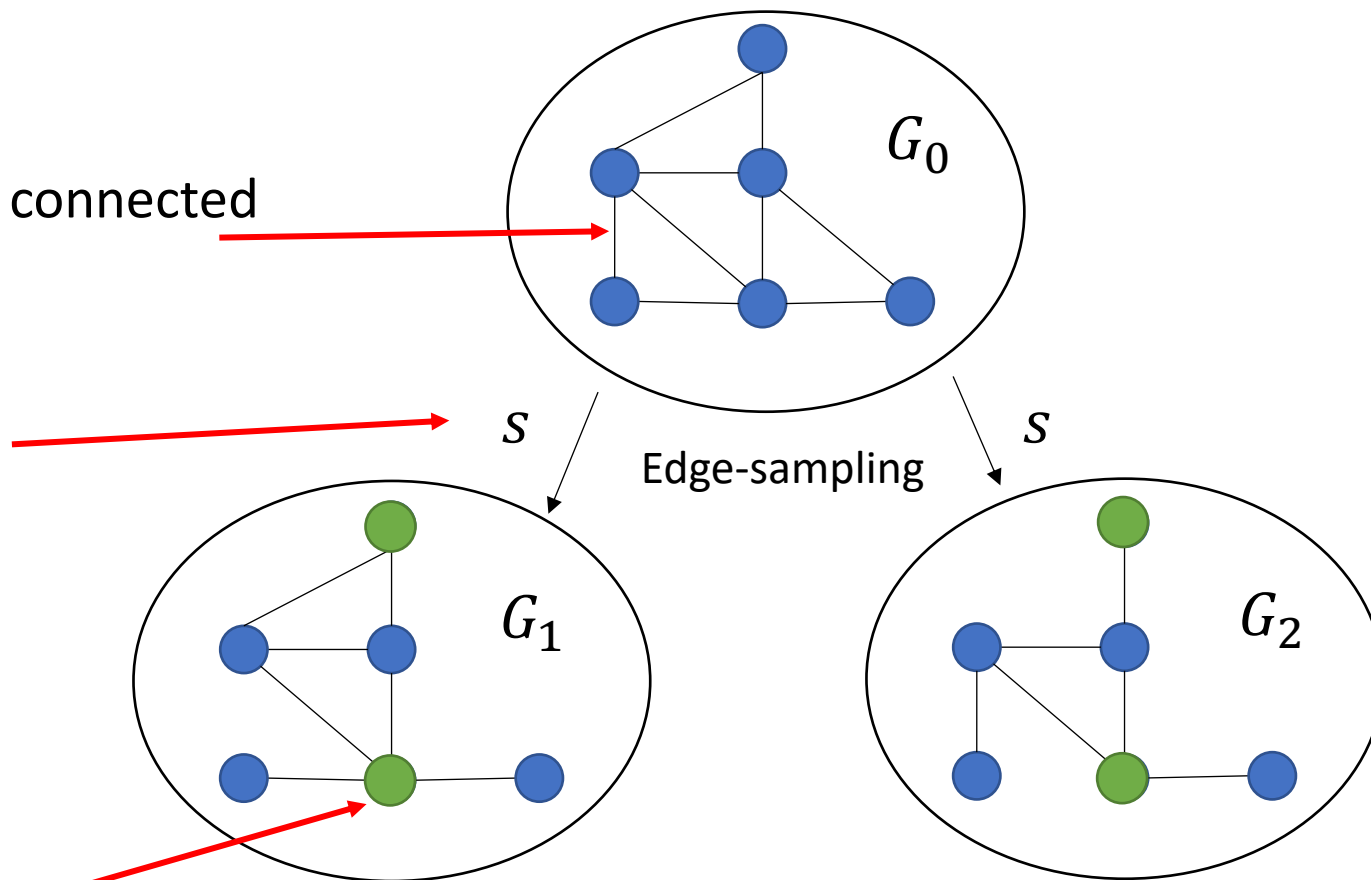 G₀
connected
s
s
Edge-sampling
G₁
G₂